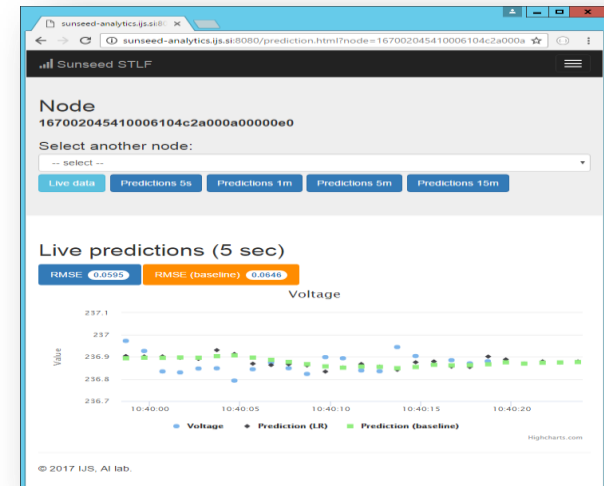 sunseed-analytics.ijs.si:80
sunseed-analytics.ijs.si:8080/prediction.html?node=167002045410006104c2a000a
Sunseed STLF
Node
167002045410006104c2a000a00000e0
Select another node:
-- select --
Live data Predictions 5s Predictions 1m Predictions 5m Predictions 15m
Live predictions (5 sec)
RMSE 0.0595 RMSE (baseline) 0.0646
Voltage
237.1
237
236.9
236.8
236.7
Value
10:40:00 10:40:05 10:40:10 10:40:15 10:40:20
Voltage Prediction (LR) Prediction (baseline)
Highcharts.com
© 2017 IJS, AI lab.